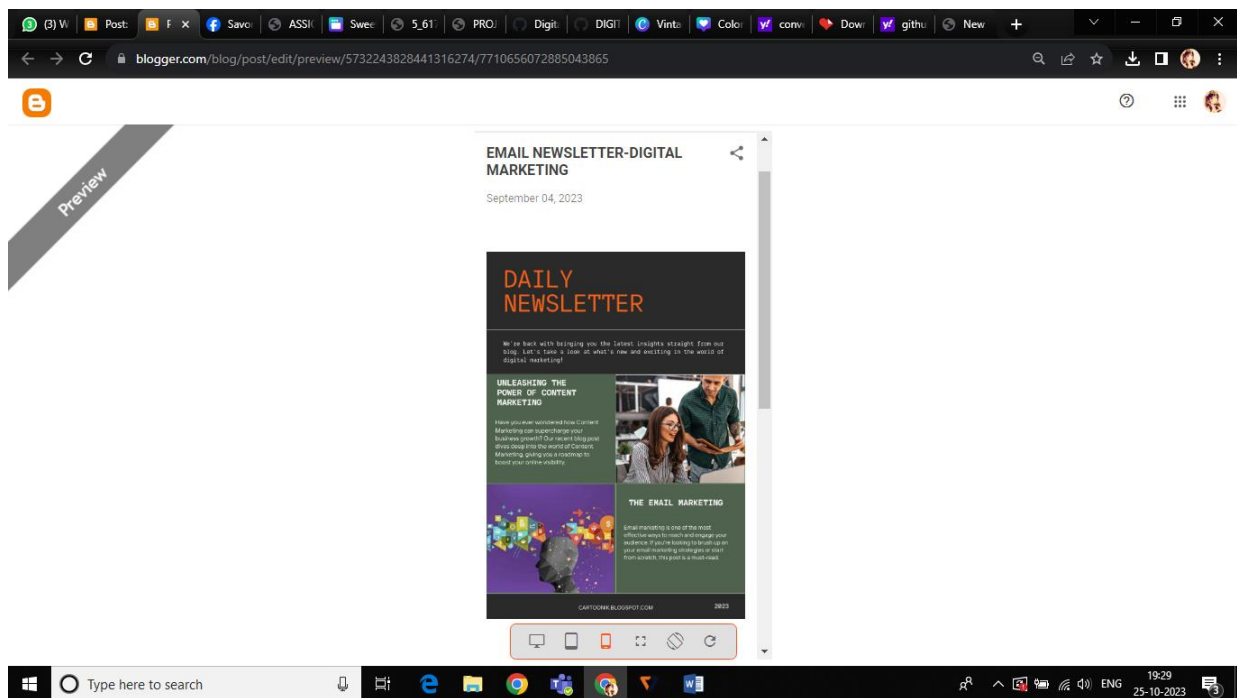 (3) W
Post:
F
Savo
ASSI
Swee
5_61
PROJ
Digit
DIGIT
Vinta
Color
conv
Dowr
githu
New
blogger.com/blog/post/edit/preview/5732243828441316274/7710656072885043865
Preview
EMAIL NEWSLETTER-DIGITAL
MARKETING
September 04, 2023
DAILY
NEWSLETTER
We're back with bringing you the latest insights straight from our
blog. Let's take a look at what's new and exciting in the world of
digital marketing!
UNLEASHING THE
POWER OF CONTENT
MARKETING
Have you ever wondered how Content
Marketing can supercharge your
business growth? Our recent blog post
dives deep into the world of Content
Marketing, giving you a roadmap to
boost your online visibility.
THE EMAIL MARKETING
Email marketing is one of the most
effective ways to reach and engage your
audience. If you're looking to brush up on
your email marketing strategies or start
from scratch, this post is a must-read.
CARTOONIK.BLOGSPOT.COM
2023
Type here to search
ENG
19:29
25-10-2023